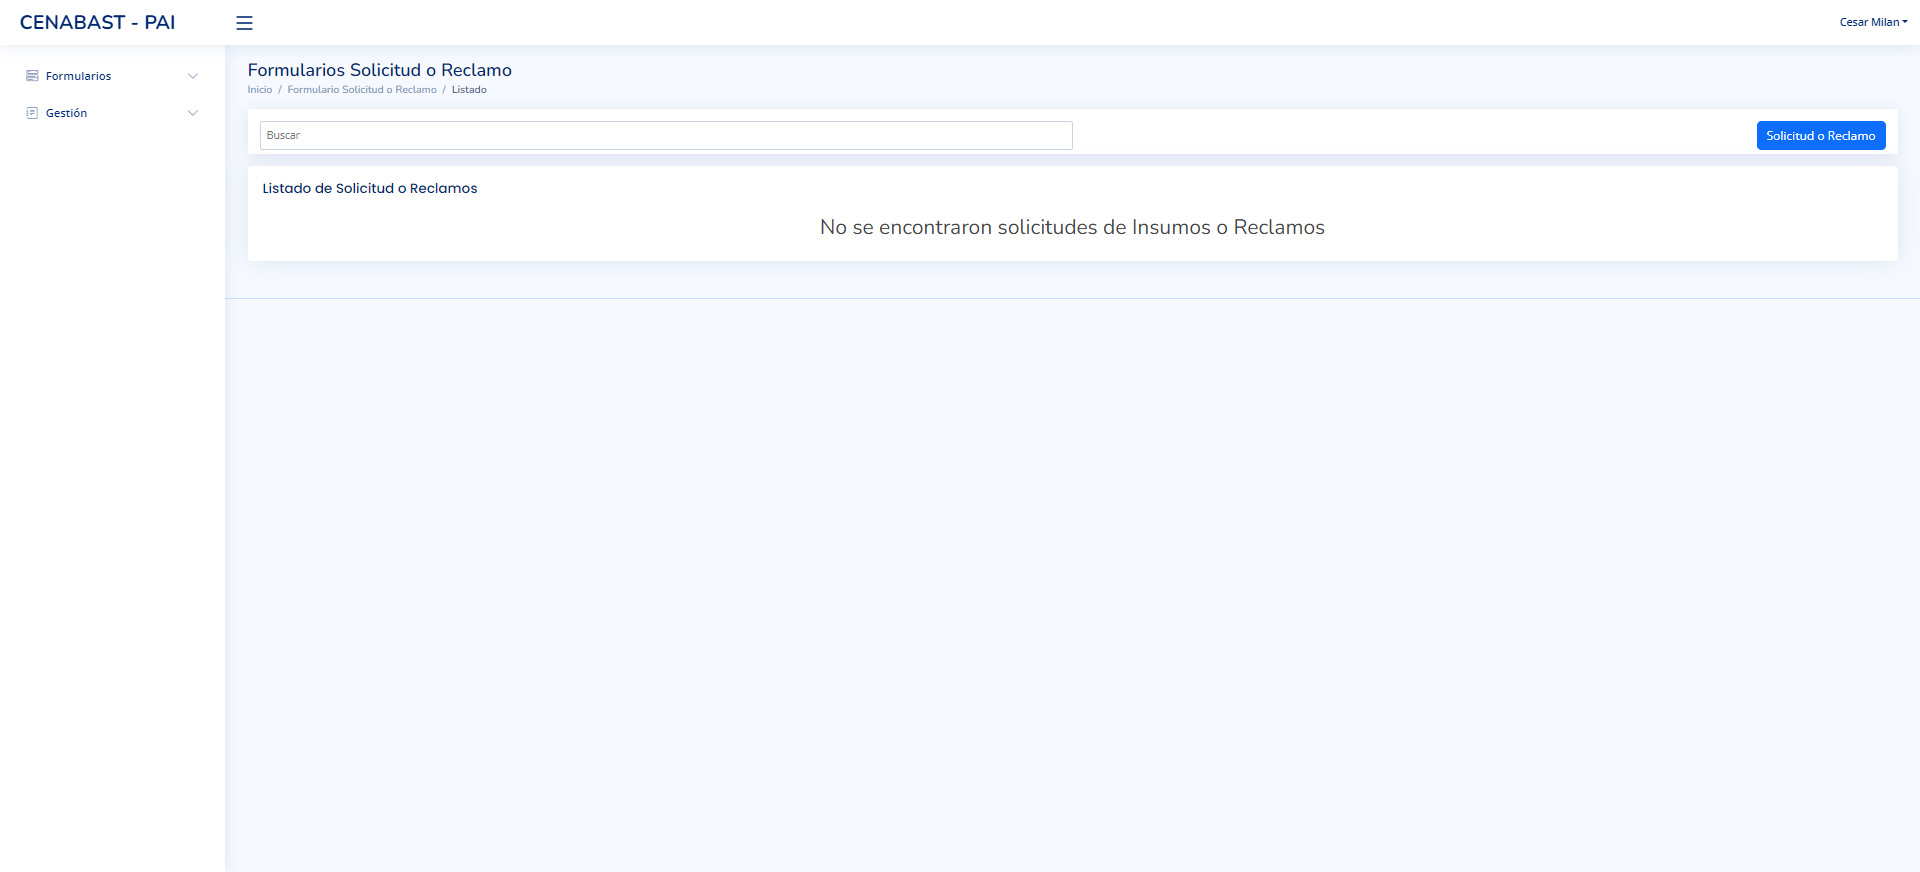 CENABAST - PAI
Cesar Milan
Formularios
Gestión
Formularios Solicitud o Reclamo
Inicio / Formulario Solicitud o Reclamo / Listado
Buscar
Solicitud o Reclamo
Listado de Solicitud o Reclamos
No se encontraron solicitudes de Insumos o Reclamos